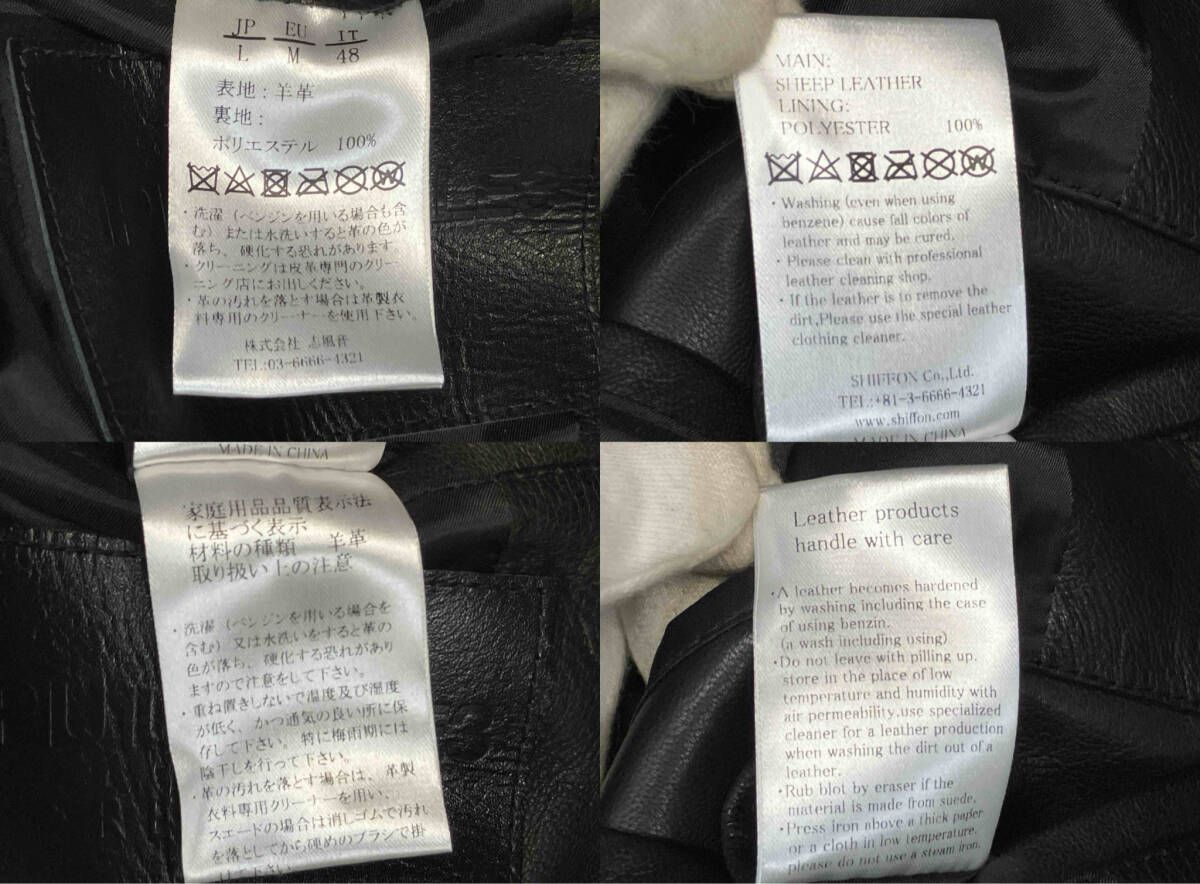 JP EU IT
L M 48
表地：羊革
裏地：
ポリエステル 100%
・洗濯（ベンジンを用いる場合も含
む）または水洗いすると革の色が
落ち、硬化する恐れがあります。
・クリーニングは皮革専門のクリー
ニング店にお出しください。
・革の汚れを落とす場合は革製衣
料専用のクリーナーを使用下さい。
株式会社 志風音
TEL:03-6666-4321
MAIN:
SHEEP LEATHER
LINING:
POLYESTER 100%
・Washing (even when using
benzene) cause fall colors of
leather and may be cured.
・Please clean with professional
leather cleaning shop.
・If the leather is to remove the
dirt,Please use the special leather
clothing cleaner.
SHIFFON Co.,Ltd.
TEL:+81-3-6666-4321
www.shiffon.com
MADE IN CHINA
MADE IN CHINA
家庭用品品質表示法
に基づく表示
材料の種類 羊革
取り扱い上の注意
・洗濯（ベンジンを用いる場合を
含む）又は水洗いをすると革の
色が落ち、硬化する恐れがあり
ますので注意をして下さい。
・重ね置きしないで温度及び湿度
が低く、かつ通気の良い所に保
存して下さい。特に梅雨期には
陰干しを行って下さい。
・革の汚れを落とす場合は、革製
衣料専用クリーナーを用い、
スエードの場合は消しゴムで汚れ
を落としてから硬めのブラシで掛
けて下さい
Leather products
handle with care
・A leather becomes hardened
by washing including the case
of using benzin.
(a wash including using)
・Do not leave with pilling up.
store in the place of low
temperature and humidity with
air permeability.use specialized
cleaner for a leather production
when washing the dirt out of a
leather.
・Rub blot by eraser if the
material is made from suede.
・Press iron above a thick paper
or a cloth in low temperature.
please do not use a steam iron.